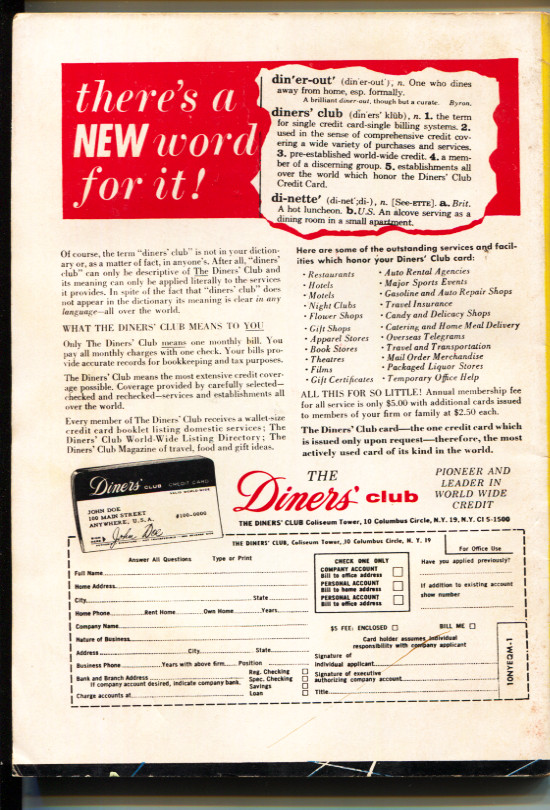 there's a
NEW word
for it!
din'er-out' (din'er-out'), n. One who dines
away from home, esp. formally.
A brilliant diner-out, though but a curate. Byron.
diners' club (din'ers' klŭb), n. 1. the term
for single credit card-single billing systems. 2.
used in the sense of comprehensive credit cov-
ering a wide variety of purchases and services.
3. pre-established world-wide credit. 4. a mem-
ber of a discerning group. 5. establishments all
over the world which honor the Diners' Club
Credit Card.
di-nette' (di-net';di-), n. [See-ETTE]. a. Brit.
A hot luncheon. b. U.S. An alcove serving as a
dining room in a small apartment.
Of course, the term "diners' club" is not in your diction-
ary or, as a matter of fact, in anyone's. After all, "diners'
club" can only be descriptive of The Diners' Club and
its meaning can only be applied literally to the services
it provides. In spite of the fact that "diners' club" does
not appear in the dictionary its meaning is clear in any
language—all over the world.
WHAT THE DINERS' CLUB MEANS TO YOU
Only The Diners' Club means one monthly bill. You
pay all monthly charges with one check. Your bills pro-
vide accurate records for bookkeeping and tax purposes.
The Diners' Club means the most extensive credit cover-
age possible. Coverage provided by carefully selected—
checked and rechecked—services and establishments all
over the world.
Every member of The Diners' Club receives a wallet-size
credit card booklet listing domestic services; The
Diners' Club World-Wide Listing Directory; The
Diners' Club Magazine of travel, food and gift ideas.
Here are some of the outstanding services and facil-
ities which honor your Diners' Club card:
• Restaurants
• Hotels
• Motels
• Night Clubs
• Flower Shops
• Gift Shops
• Apparel Stores
• Book Stores
• Theatres
• Films
• Gift Certificates
• Auto Rental Agencies
• Major Sports Events
• Gasoline and Auto Repair Shops
• Travel Insurance
• Candy and Delicacy Shops
• Catering and Home Meal Delivery
• Overseas Telegrams
• Travel and Transportation
• Mail Order Merchandise
• Packaged Liquor Stores
• Temporary Office Help
ALL THIS FOR SO LITTLE! Annual membership fee
for all service is only $5.00 with additional cards issued
to members of your firm or family at $2.50 each.
The Diners' Club card—the one credit card which
is issued only upon request—therefore, the most
actively used card of its kind in the world.
Diners' CLUB CREDIT CARD
VALID WORLD-WIDE
JOHN DOE
100 MAIN STREET
ANYWHERE, U.S.A. #100-0000
John Doe
THE
Diners' club
PIONEER AND
LEADER IN
WORLD WIDE
CREDIT
THE DINERS' CLUB Coliseum Tower, 10 Columbus Circle, N.Y. 19, N.Y. CI 5-1500
THE DINERS' CLUB, Coliseum Tower, 10 Columbus Circle, N. Y. 19
For Office Use
Answer All Questions Type or Print
Full Name
Home Address
City State
Home Phone Rent Home Own Home Years
Company Name
Nature of Business
Address City State
Business Phone Years with above firm Position
Bank and Branch Address
If company account desired, indicate company bank.
Charge accounts at
Reg. Checking
Spec. Checking
Savings
Loan
CHECK ONE ONLY
COMPANY ACCOUNT
Bill to office address
PERSONAL ACCOUNT
Bill to home address
PERSONAL ACCOUNT
Bill to office address
Have you applied previously?
If addition to existing account
show number
$5 FEE: ENCLOSED BILL ME
Card holder assumes individual
responsibility with company applicant
Signature of
individual applicant
Signature of executive
authorizing company account
Title
10NYEQM-1